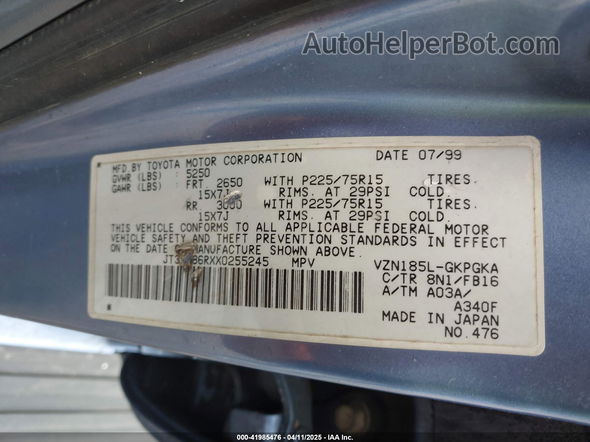 AutoHelperBot.com
MFD.BY TOYOTA MOTOR CORPORATION DATE 07/99
GVWR (LBS) : 5250
GAWR (LBS) : FRT 2650 WITH P225/75R15 TIRES.
15X7J RIMS. AT 29PSI COLD.
RR 3000 WITH P225/75R15 TIRES.
15X7J RIMS. AT 29PSI COLD.
THIS VEHICLE CONFORMS TO ALL APPLICABLE FEDERAL MOTOR
VEHICLE SAFETY AND THEFT PREVENTION STANDARDS IN EFFECT
ON THE DATE OF MANUFACTURE SHOWN ABOVE.
MPV VZN185L-GKPGKA
C/TR 8N1/FB16
A/TM A03A/
A340F
MADE IN JAPAN
NO.476
000-41985476 - 04/11/2025 - IAA Inc.